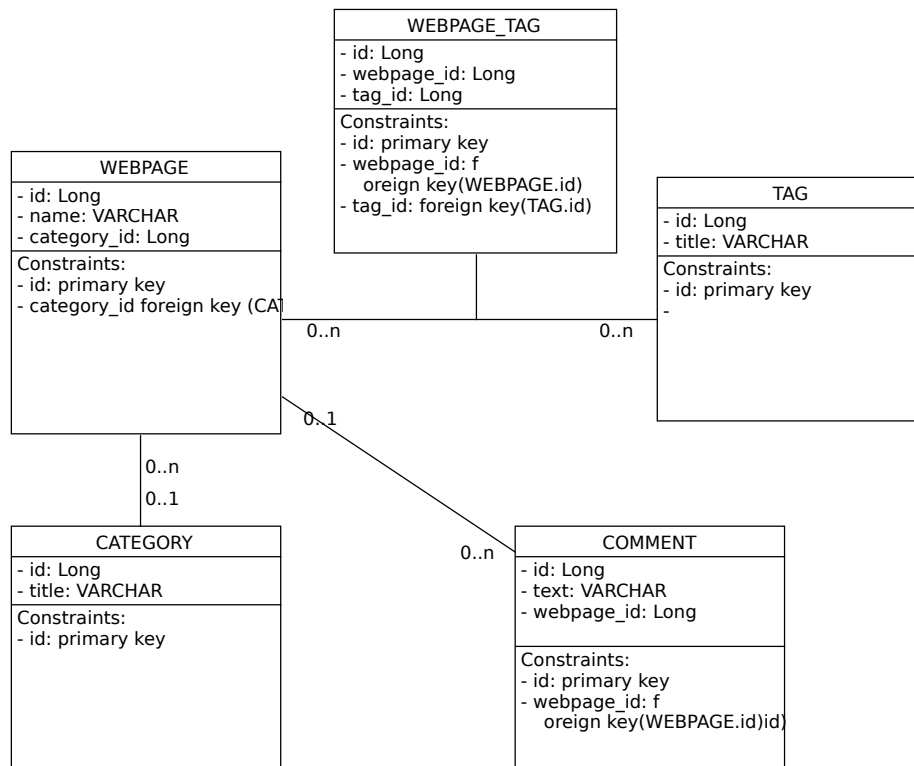 WEBPAGE_TAG
- id: Long
- webpage_id: Long
- tag_id: Long
Constraints:
- id: primary key
- webpage_id: f
oreign key(WEBPAGE.id)
- tag_id: foreign key(TAG.id)
WEBPAGE
- id: Long
- name: VARCHAR
- category_id: Long
Constraints:
- id: primary key
- category_id foreign key (CAT
TAG
- id: Long
- title: VARCHAR
Constraints:
- id: primary key
-
0..n
0..n
0..1
0..n
0..n
0..1
CATEGORY
- id: Long
- title: VARCHAR
Constraints:
- id: primary key
COMMENT
- id: Long
- text: VARCHAR
- webpage_id: Long
Constraints:
- id: primary key
- webpage_id: f
oreign key(WEBPAGE.id)id)